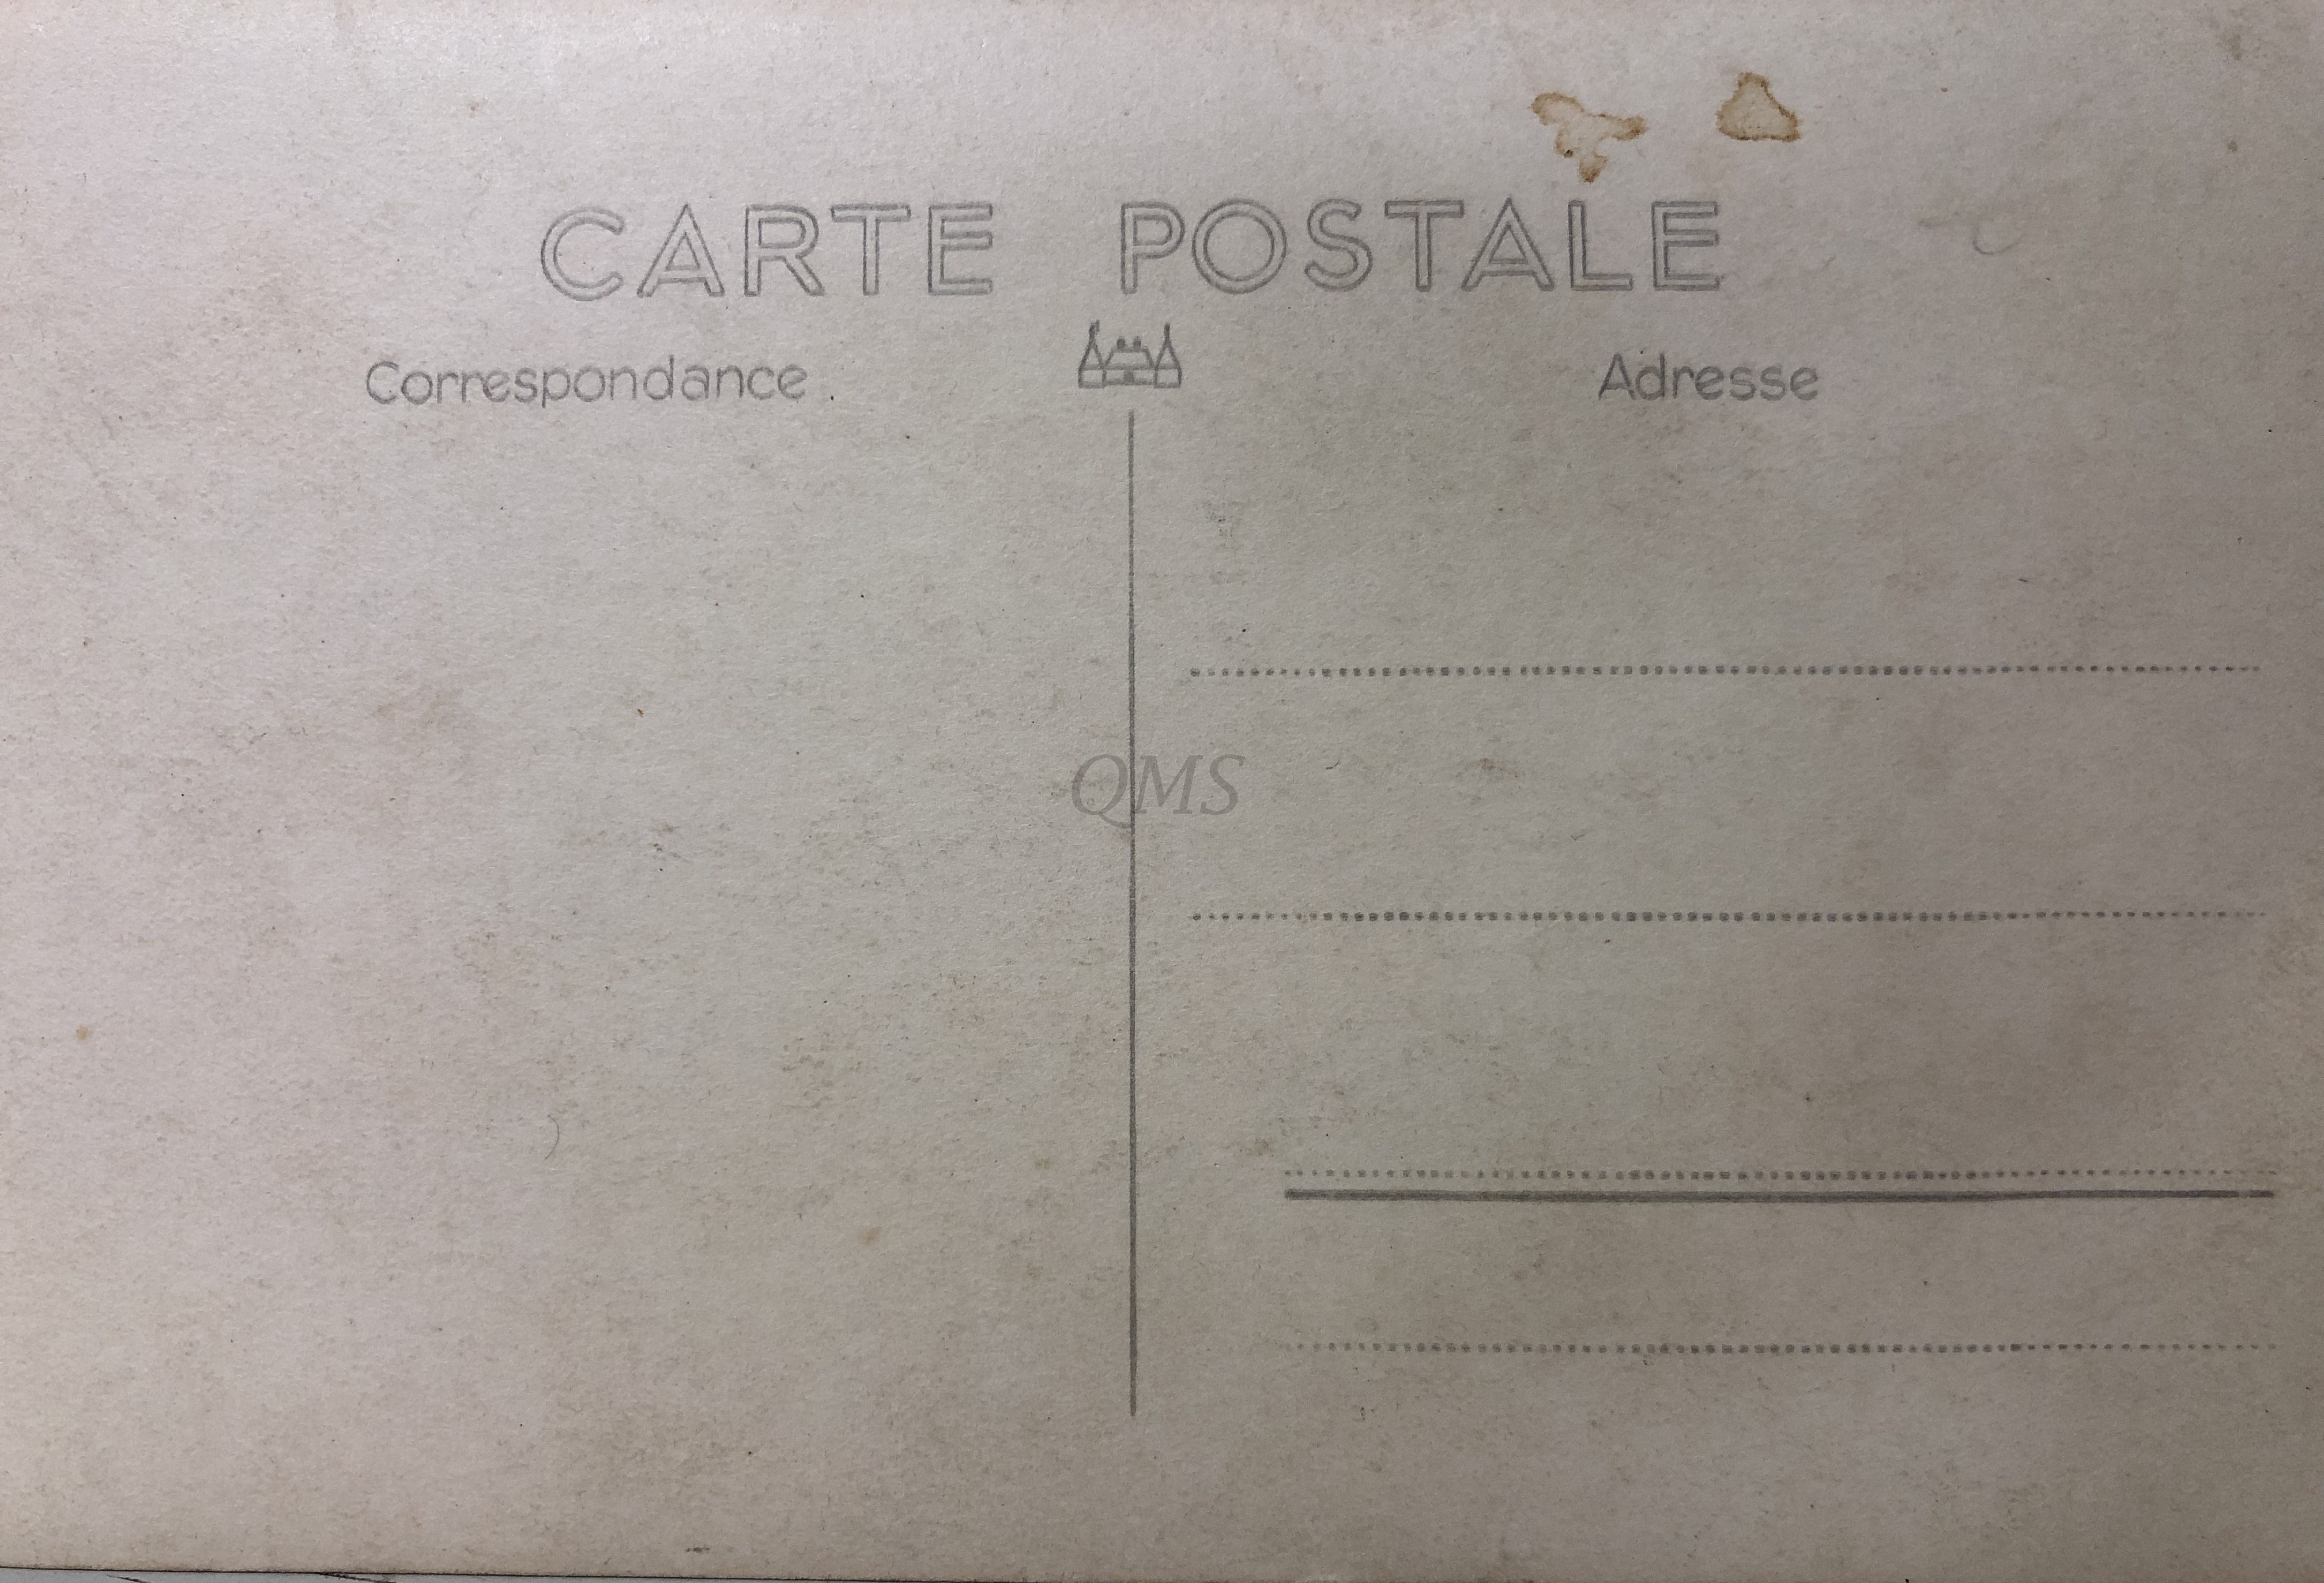 CARTE POSTALE
Correspondance
Adresse
QMS